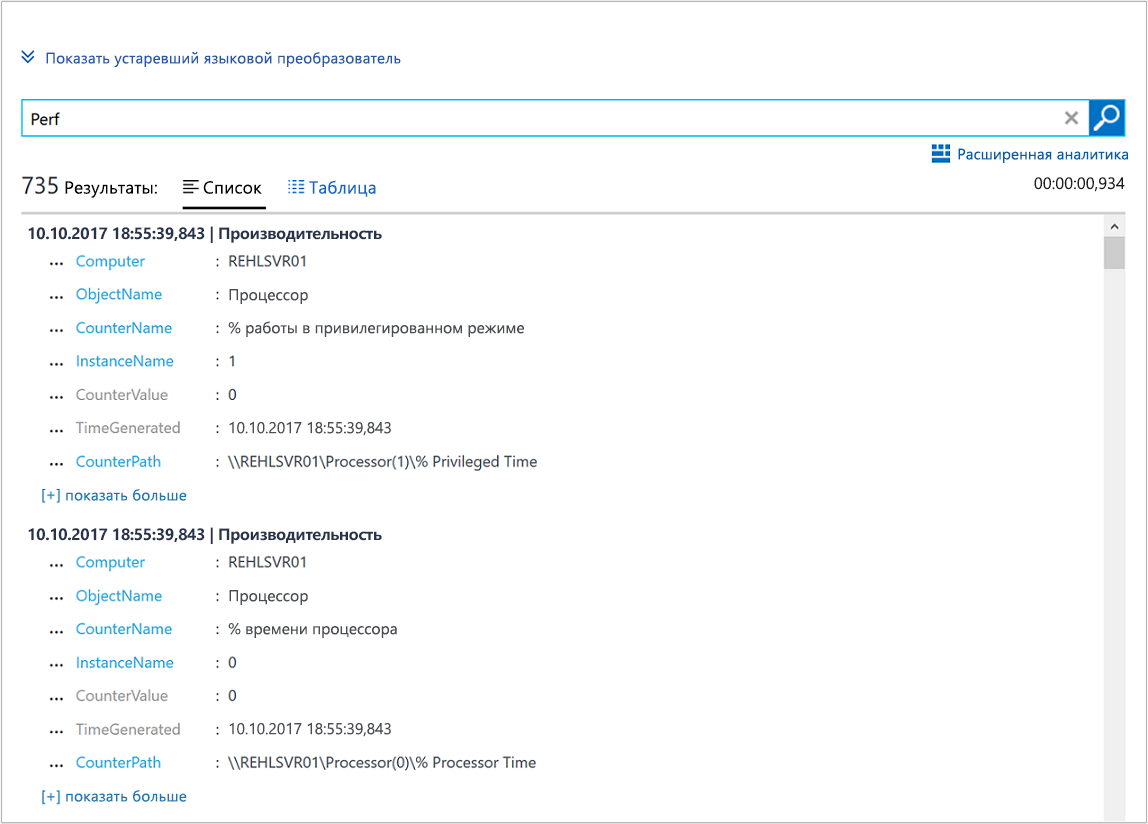 Показать устаревший языковой преобразователь
Perf
Расширенная аналитика
735 Результаты: Список Таблица 00:00:00,934
10.10.2017 18:55:39,843 | Производительность
... Computer : REHLSVR01
... ObjectName : Процессор
... CounterName : % работы в привилегированном режиме
... InstanceName : 1
... CounterValue : 0
... TimeGenerated : 10.10.2017 18:55:39,843
... CounterPath : \\REHLSVR01\Processor(1)\% Privileged Time
[+] показать больше
10.10.2017 18:55:39,843 | Производительность
... Computer : REHLSVR01
... ObjectName : Процессор
... CounterName : % времени процессора
... InstanceName : 0
... CounterValue : 0
... TimeGenerated : 10.10.2017 18:55:39,843
... CounterPath : \\REHLSVR01\Processor(0)\% Processor Time
[+] показать больше